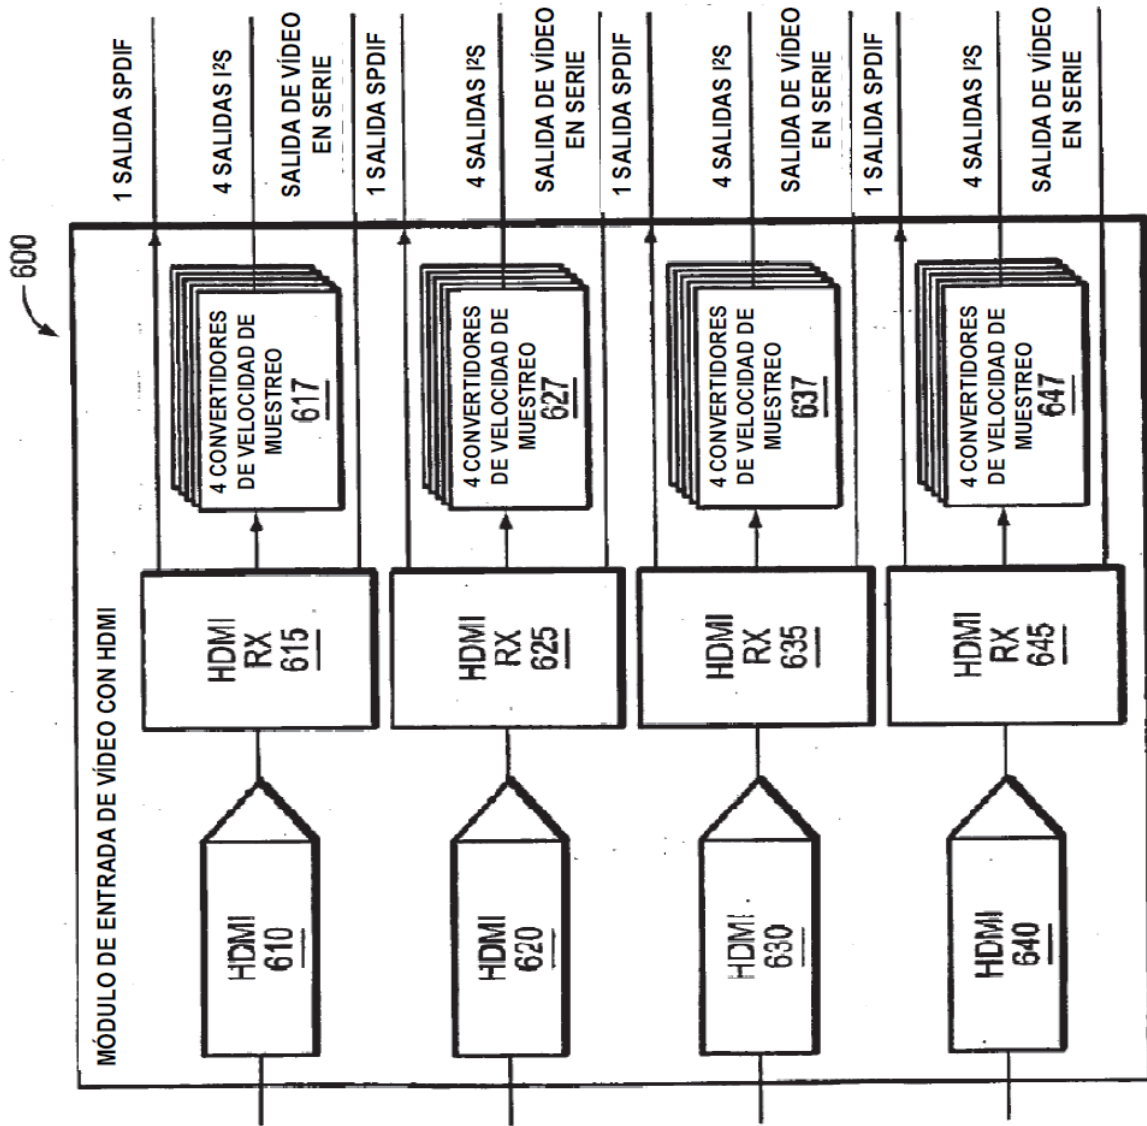 600
MÓDULO DE ENTRADA DE VÍDEO CON HDMI
HDMI
610
HDMI
RX
615
4 CONVERTIDORES
DE VELOCIDAD DE
MUESTREO
617
1 SALIDA SPDIF
4 SALIDAS I²S
SALIDA DE VÍDEO
EN SERIE
HDMI
620
HDMI
RX
625
4 CONVERTIDORES
DE VELOCIDAD DE
MUESTREO
627
1 SALIDA SPDIF
4 SALIDAS I²S
SALIDA DE VÍDEO
EN SERIE
HDMI
630
HDMI
RX
635
4 CONVERTIDORES
DE VELOCIDAD DE
MUESTREO
637
1 SALIDA SPDIF
4 SALIDAS I²S
SALIDA DE VÍDEO
EN SERIE
HDMI
640
HDMI
RX
645
4 CONVERTIDORES
DE VELOCIDAD DE
MUESTREO
647
1 SALIDA SPDIF
4 SALIDAS I²S
SALIDA DE VÍDEO
EN SERIE